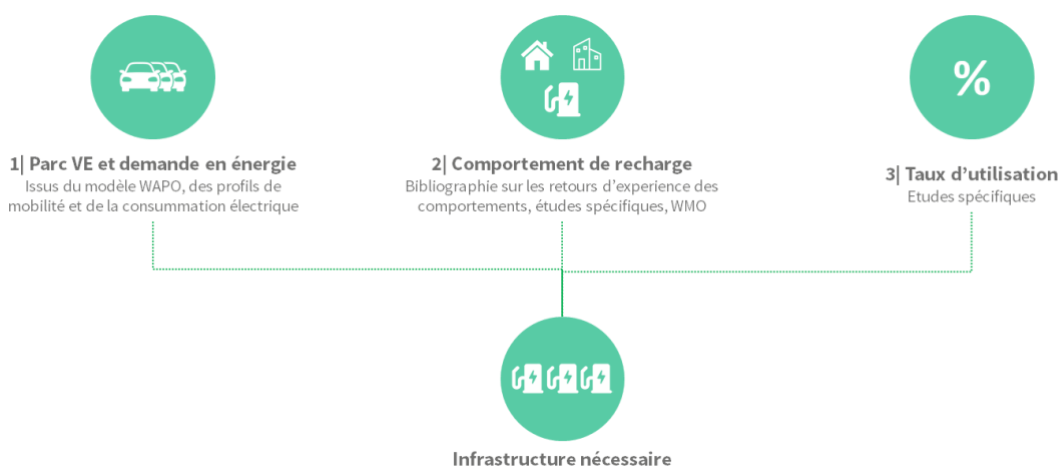 1| Parc VE et demande en énergie
Issus du modèle WAPO, des profils de
mobilité et de la consummation électrique
2| Comportement de recharge
Bibliographie sur les retours d'experience des
comportements, études spécifiques, WMO
%
3| Taux d'utilisation
Etudes spécifiques
Infrastructure nécessaire